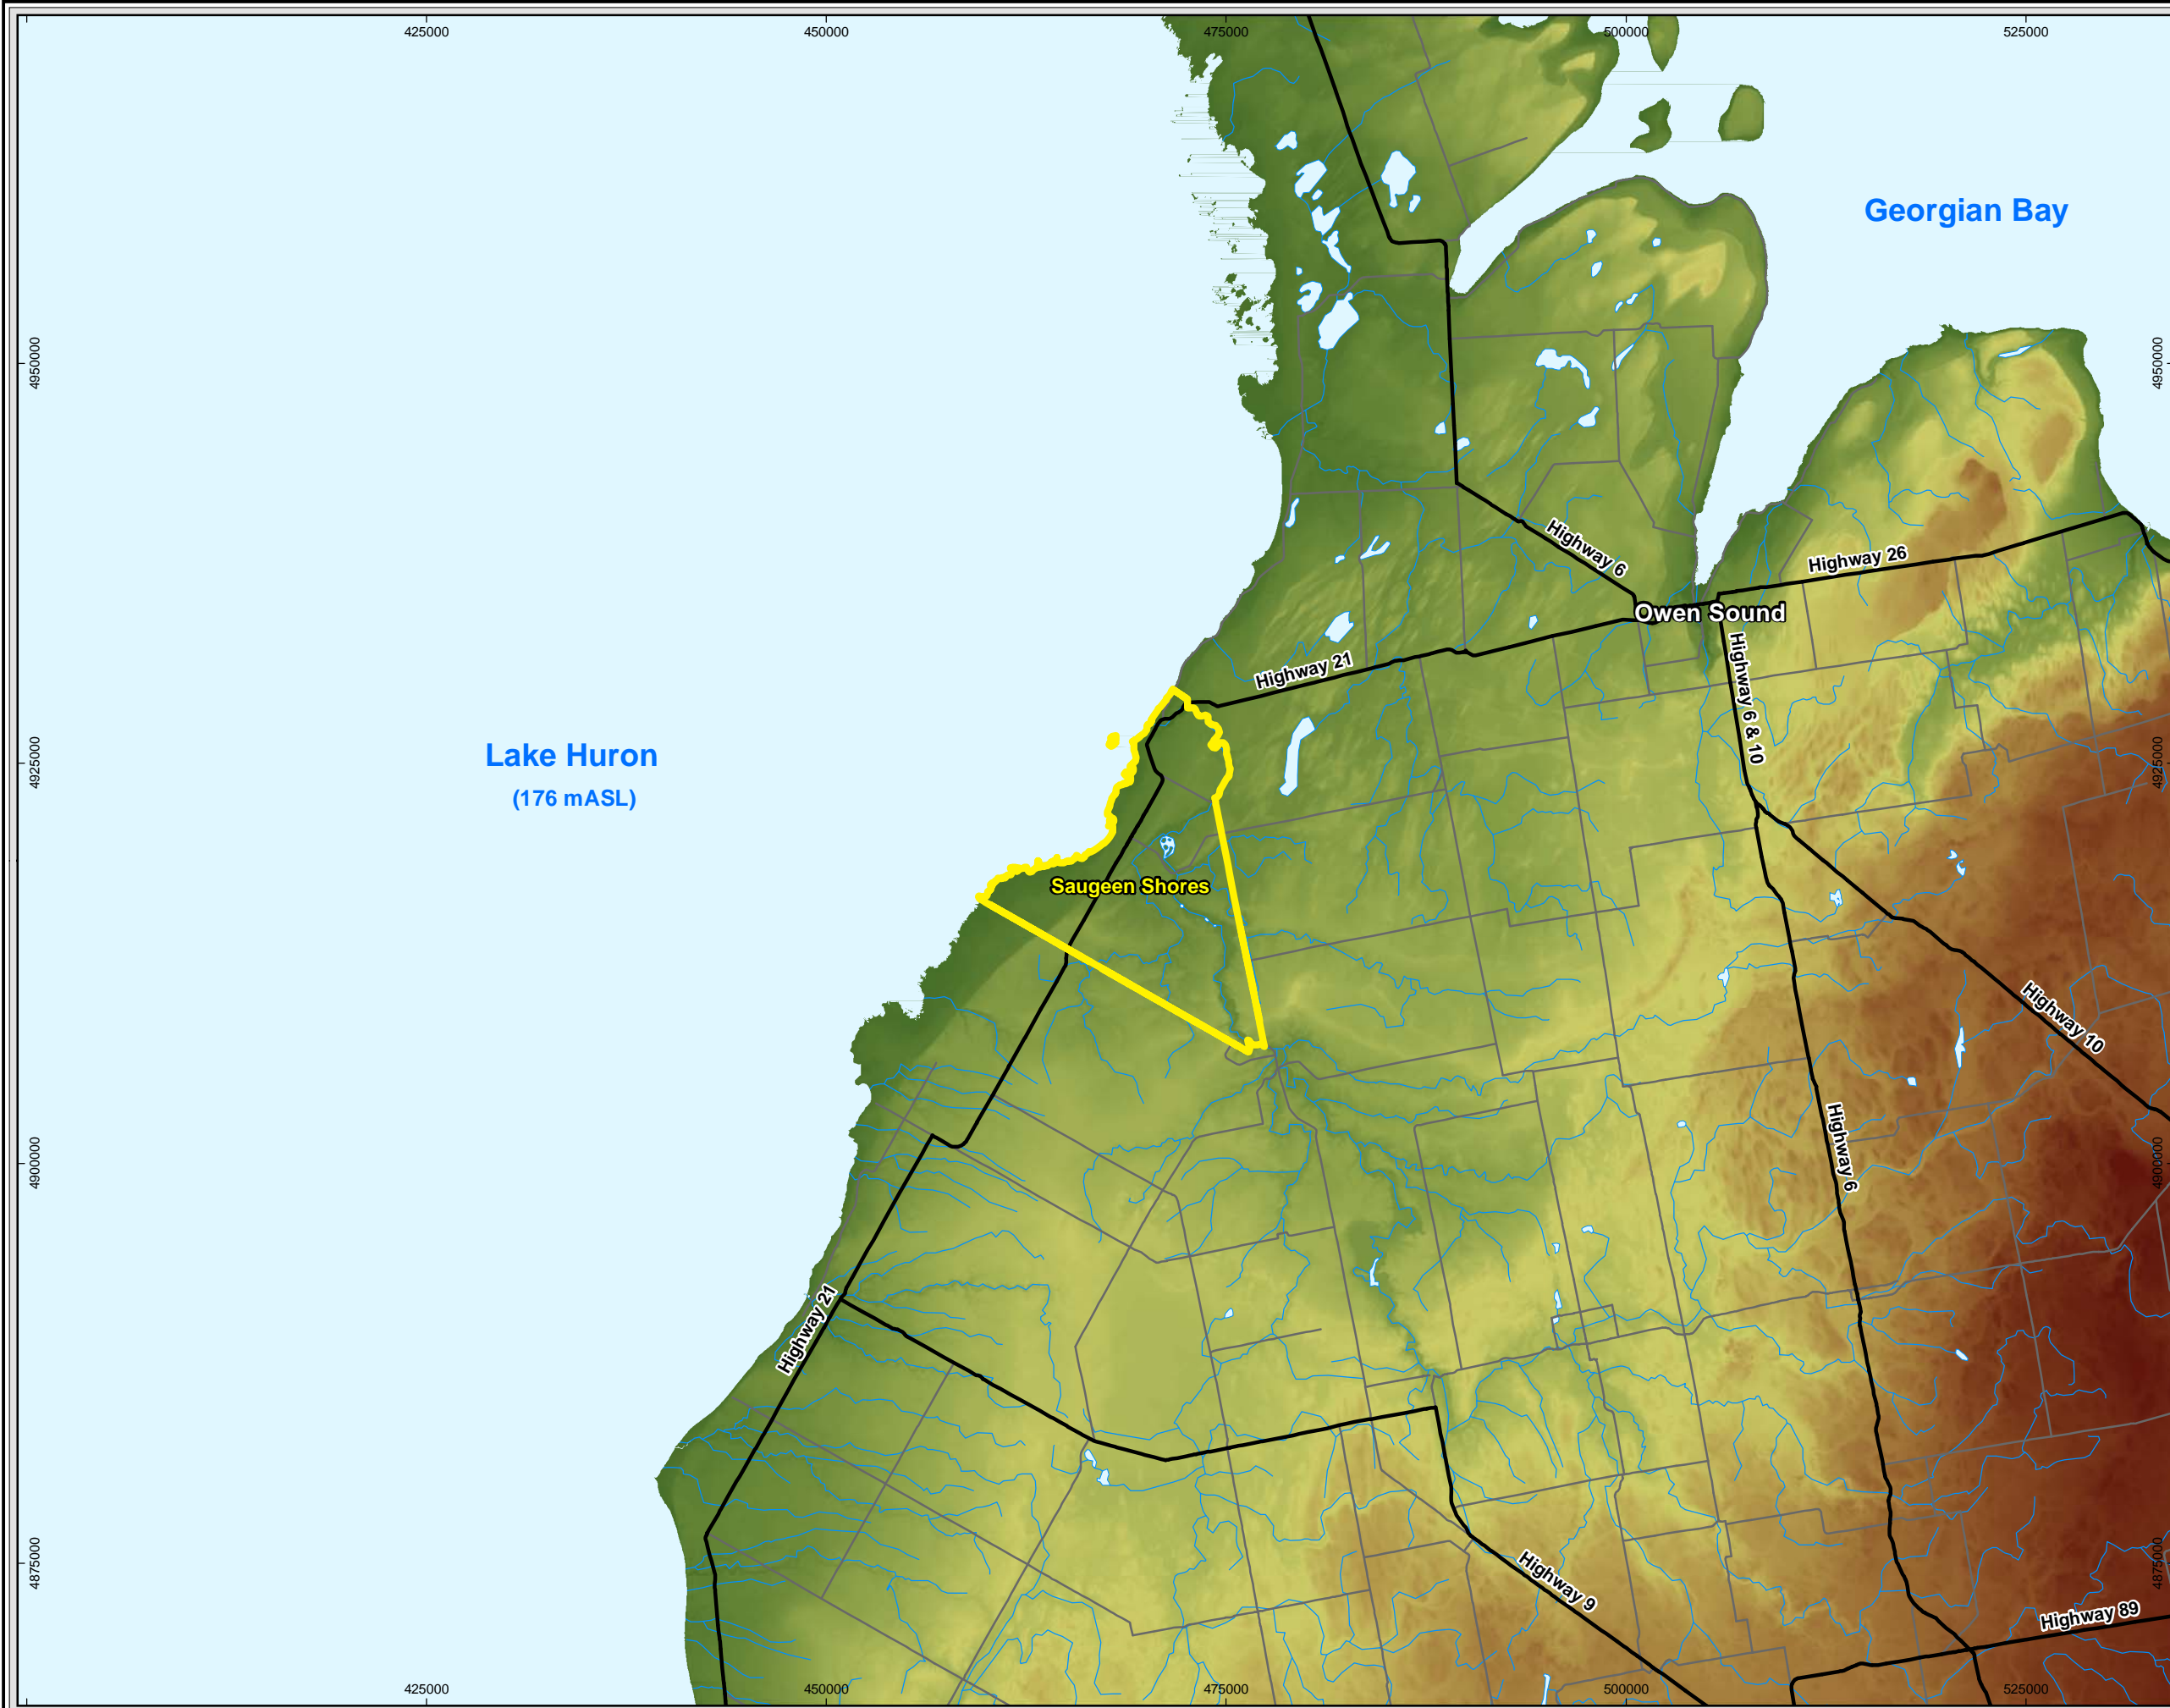 425000
450000
475000
500000
525000
Georgian Bay
4950000
4950000
Highway 6
Highway 26
Owen Sound
Highway 21
Highway 6 & 10
Lake Huron
(176 mASL)
4925000
4925000
Saugeen Shores
Highway 10
Highway 6
4900000
4900000
Highway 21
Highway 9
4875000
4875000
Highway 89
425000
450000
475000
500000
525000